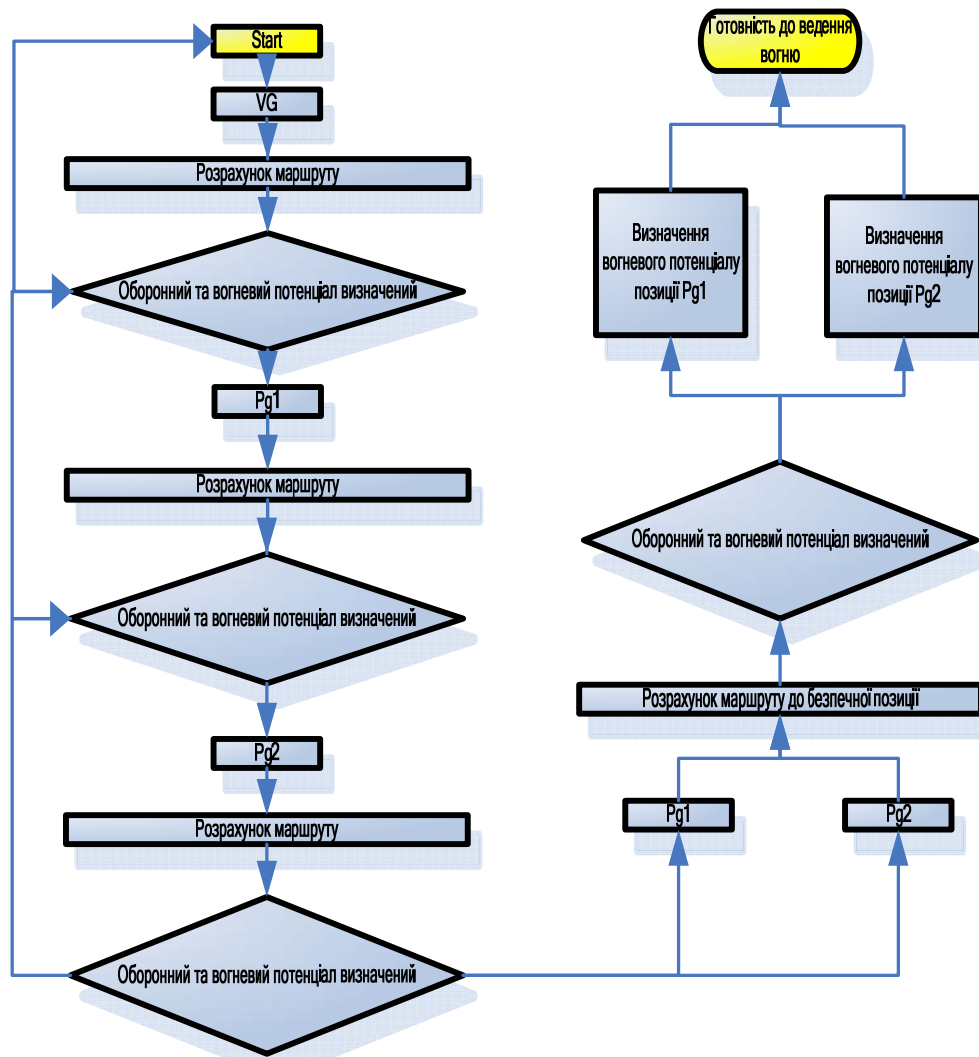 Start
VG
Розрахунок маршруту
Оборонний та вогневий потенціал визначений
Pg1
Розрахунок маршруту
Оборонний та вогневий потенціал визначений
Pg2
Розрахунок маршруту
Оборонний та вогневий потенціал визначений
Готовність до ведення
вогню
Визначення
вогневого потенціалу
позиції Pg1
Визначення
вогневого потенціалу
позиції Pg2
Оборонний та вогневий потенціал визначений
Розрахунок маршруту до безпечної позиції
Pg1
Pg2